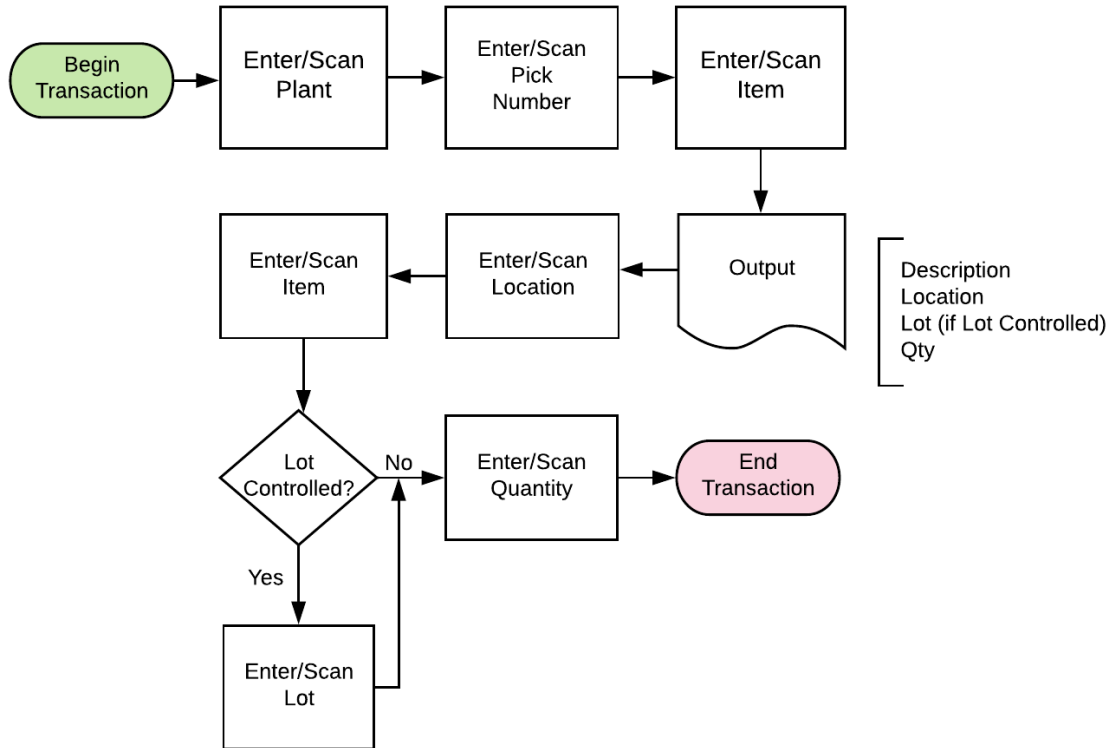 Begin
Transaction
Enter/Scan
Plant
Enter/Scan
Pick
Number
Enter/Scan
Item
Output
Description
Location
Lot (if Lot Controlled)
Qty
Enter/Scan
Location
Enter/Scan
Item
Lot
Controlled?
No
Yes
Enter/Scan
Lot
Enter/Scan
Quantity
End
Transaction